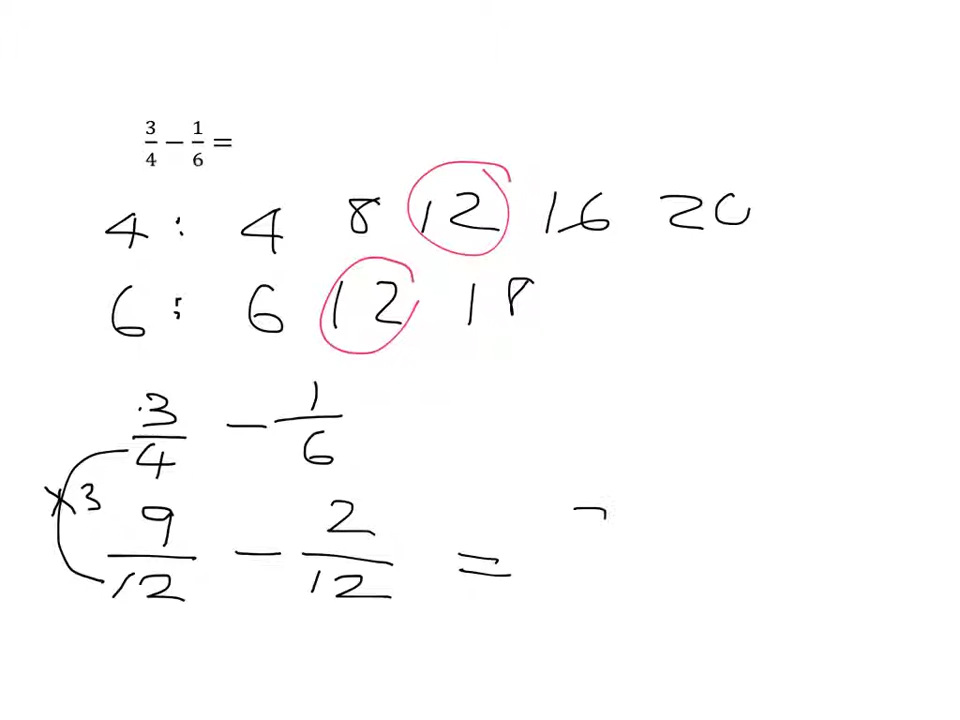 3/4 − 1/6 =
4 : 4 8 12 16 20
6 : 6 12 18
3/4 − 1/6
×3
9/12 − 2/12 =